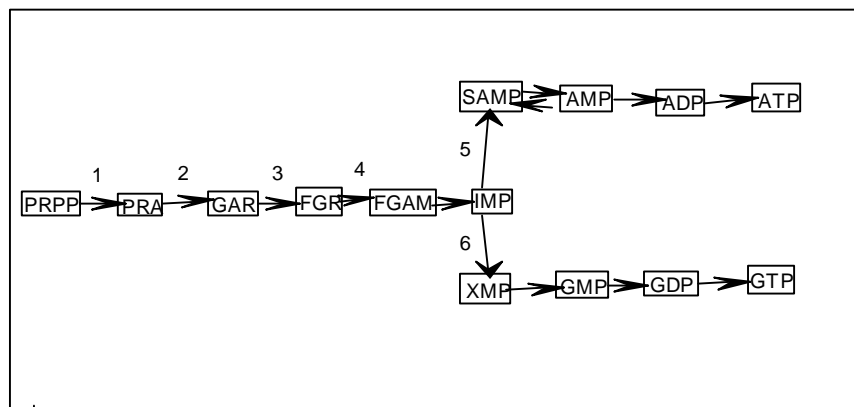 SAMP AMP ADP ATP
5
1 2 3 4
PRPP PRA GAR FGR FGAM IMP
6
XMP GMP GDP GTP